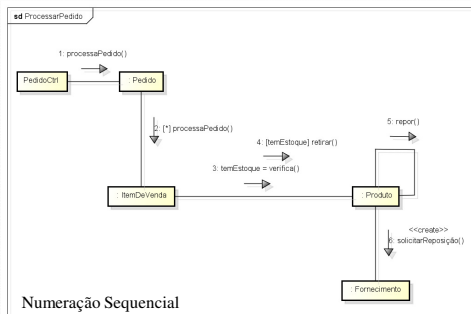 sd ProcessarPedido
1: processaPedido()
PedidoCtrl
: Pedido
2: [*] processaPedido()
4: [temEstoque] retirar()
3: temEstoque = verifica()
5: repor()
: ItemDeVenda
: Produto
<<create>>
6: solicitarReposição()
: Fornecimento
Numeração Sequencial